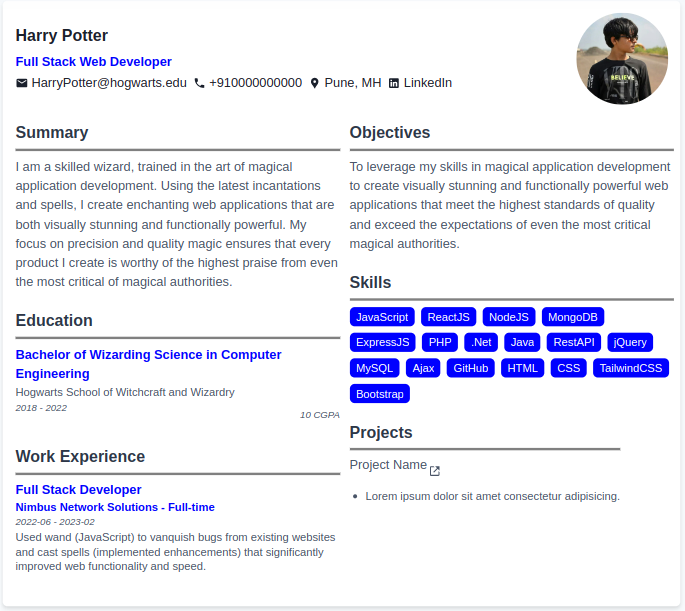 Harry Potter
Full Stack Web Developer
HarryPotter@hogwarts.edu +910000000000 Pune, MH LinkedIn
BELIEVE
Summary
I am a skilled wizard, trained in the art of magical
application development. Using the latest incantations
and spells, I create enchanting web applications that are
both visually stunning and functionally powerful. My
focus on precision and quality magic ensures that every
product I create is worthy of the highest praise from even
the most critical of magical authorities.
Education
Bachelor of Wizarding Science in Computer
Engineering
Hogwarts School of Witchcraft and Wizardry
2018 - 2022
10 CGPA
Work Experience
Full Stack Developer
Nimbus Network Solutions - Full-time
2022-06 - 2023-02
Used wand (JavaScript) to vanquish bugs from existing websites
and cast spells (implemented enhancements) that significantly
improved web functionality and speed.
Objectives
To leverage my skills in magical application development
to create visually stunning and functionally powerful web
applications that meet the highest standards of quality
and exceed the expectations of even the most critical
magical authorities.
Skills
JavaScript ReactJS NodeJS MongoDB
ExpressJS PHP .Net Java RestAPI jQuery
MySQL Ajax GitHub HTML CSS TailwindCSS
Bootstrap
Projects
Project Name
• Lorem ipsum dolor sit amet consectetur adipisicing.